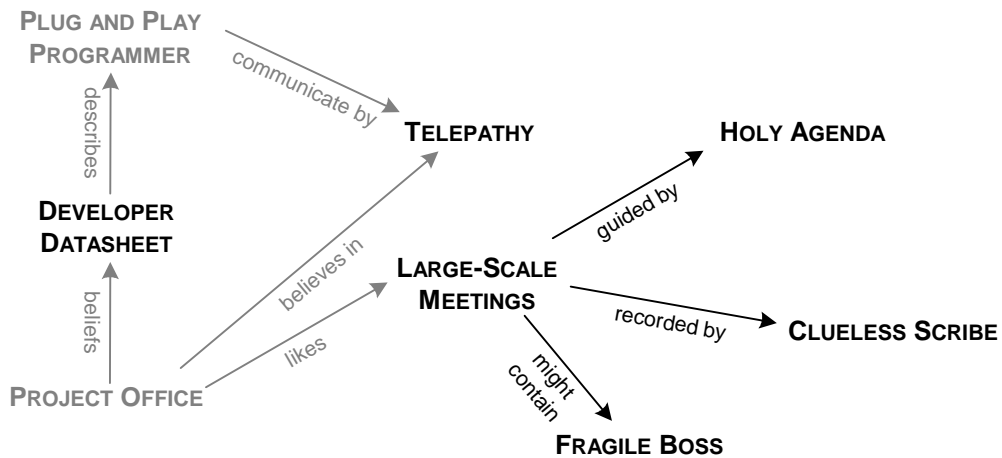 PLUG AND PLAY
PROGRAMMER
communicate by
describes
TELEPATHY
HOLY AGENDA
guided by
DEVELOPER
DATASHEET
believes in
LARGE-SCALE
MEETINGS
beliefs
likes
recorded by
CLUELESS SCRIBE
might
contain
PROJECT OFFICE
FRAGILE BOSS